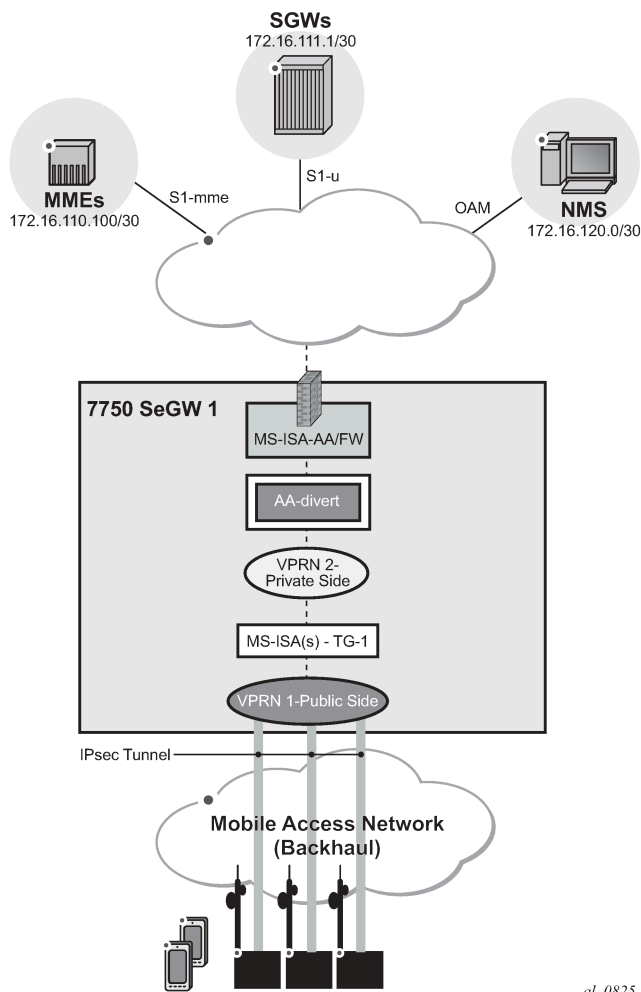 SGWs
172.16.111.1/30
MMEs
172.16.110.100/30
S1-mme
S1-u
OAM
NMS
172.16.120.0/30
7750 SeGW 1
MS-ISA-AA/FW
AA-divert
VPRN 2-
Private Side
MS-ISA(s) - TG-1
VPRN 1-Public Side
IPsec Tunnel
Mobile Access Network
(Backhaul)
al_0825